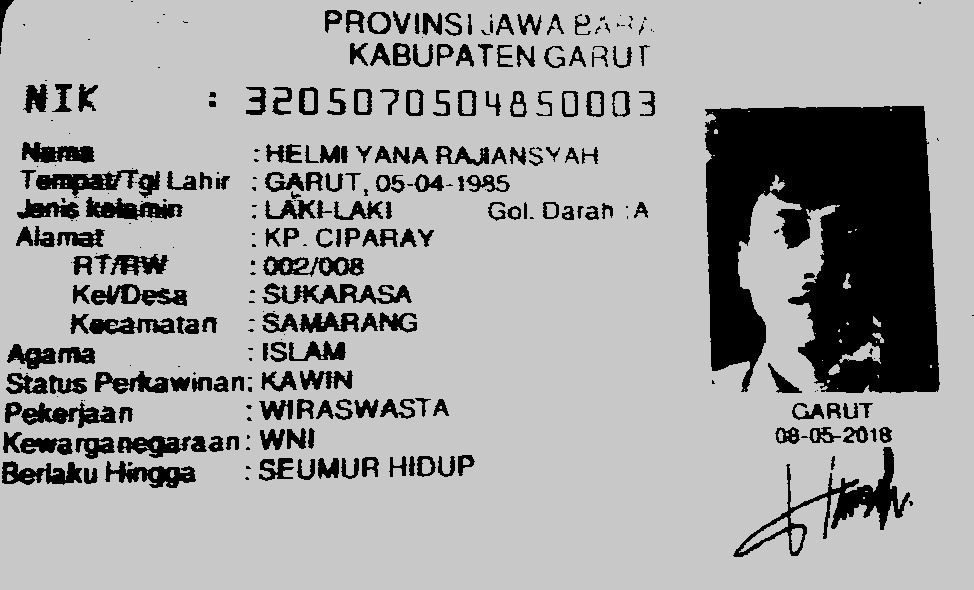 PROVINSI JAWA BARA
KABUPATEN GARUT
NIK : 3205070504850003
Nama : HELMI YANA RAJIANSYAH
Tempat/Tgl Lahir : GARUT, 05-04-1985
Jenis kelamin : LAKI-LAKI Gol. Darah : A
Alamat : KP. CIPARAY
RT/RW : 002/008
Kel/Desa : SUKARASA
Kecamatan : SAMARANG
Agama : ISLAM
Status Perkawinan: KAWIN
Pekerjaan : WIRASWASTA
Kewarganegaraan: WNI
Berlaku Hingga : SEUMUR HIDUP
GARUT
08-05-2018